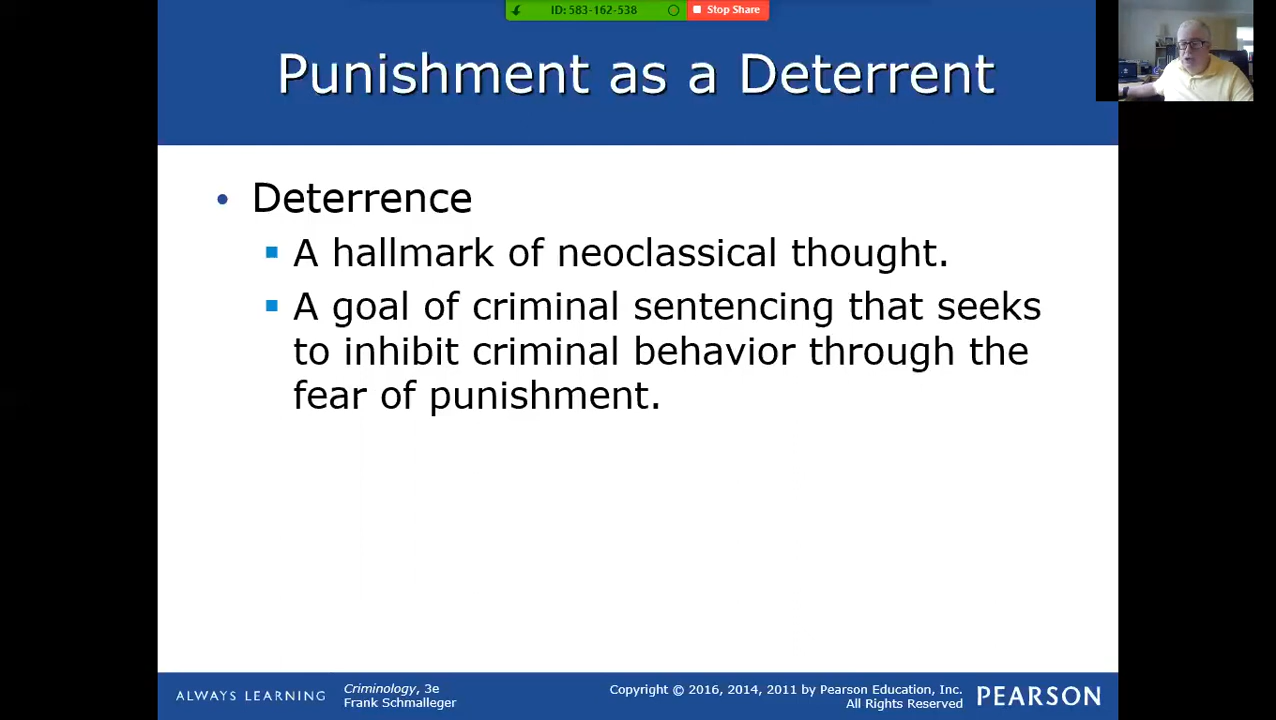 ID: 583-162-538
Stop Share
Punishment as a Deterrent
• Deterrence
▪ A hallmark of neoclassical thought.
▪ A goal of criminal sentencing that seeks
to inhibit criminal behavior through the
fear of punishment.
ALWAYS LEARNING
Criminology, 3e
Frank Schmalleger
Copyright © 2016, 2014, 2011 by Pearson Education, Inc.
All Rights Reserved
PEARSON